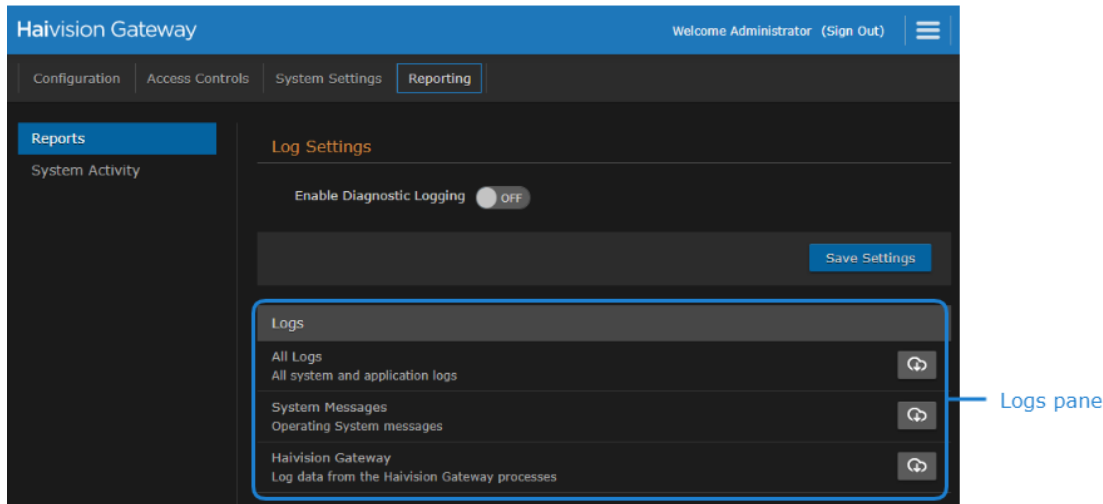 Haivision Gateway
Welcome Administrator (Sign Out)
Configuration
Access Controls
System Settings
Reporting
Reports
System Activity
Log Settings
Enable Diagnostic Logging
OFF
Save Settings
Logs
All Logs
All system and application logs
System Messages
Operating System messages
Haivision Gateway
Log data from the Haivision Gateway processes
Logs pane